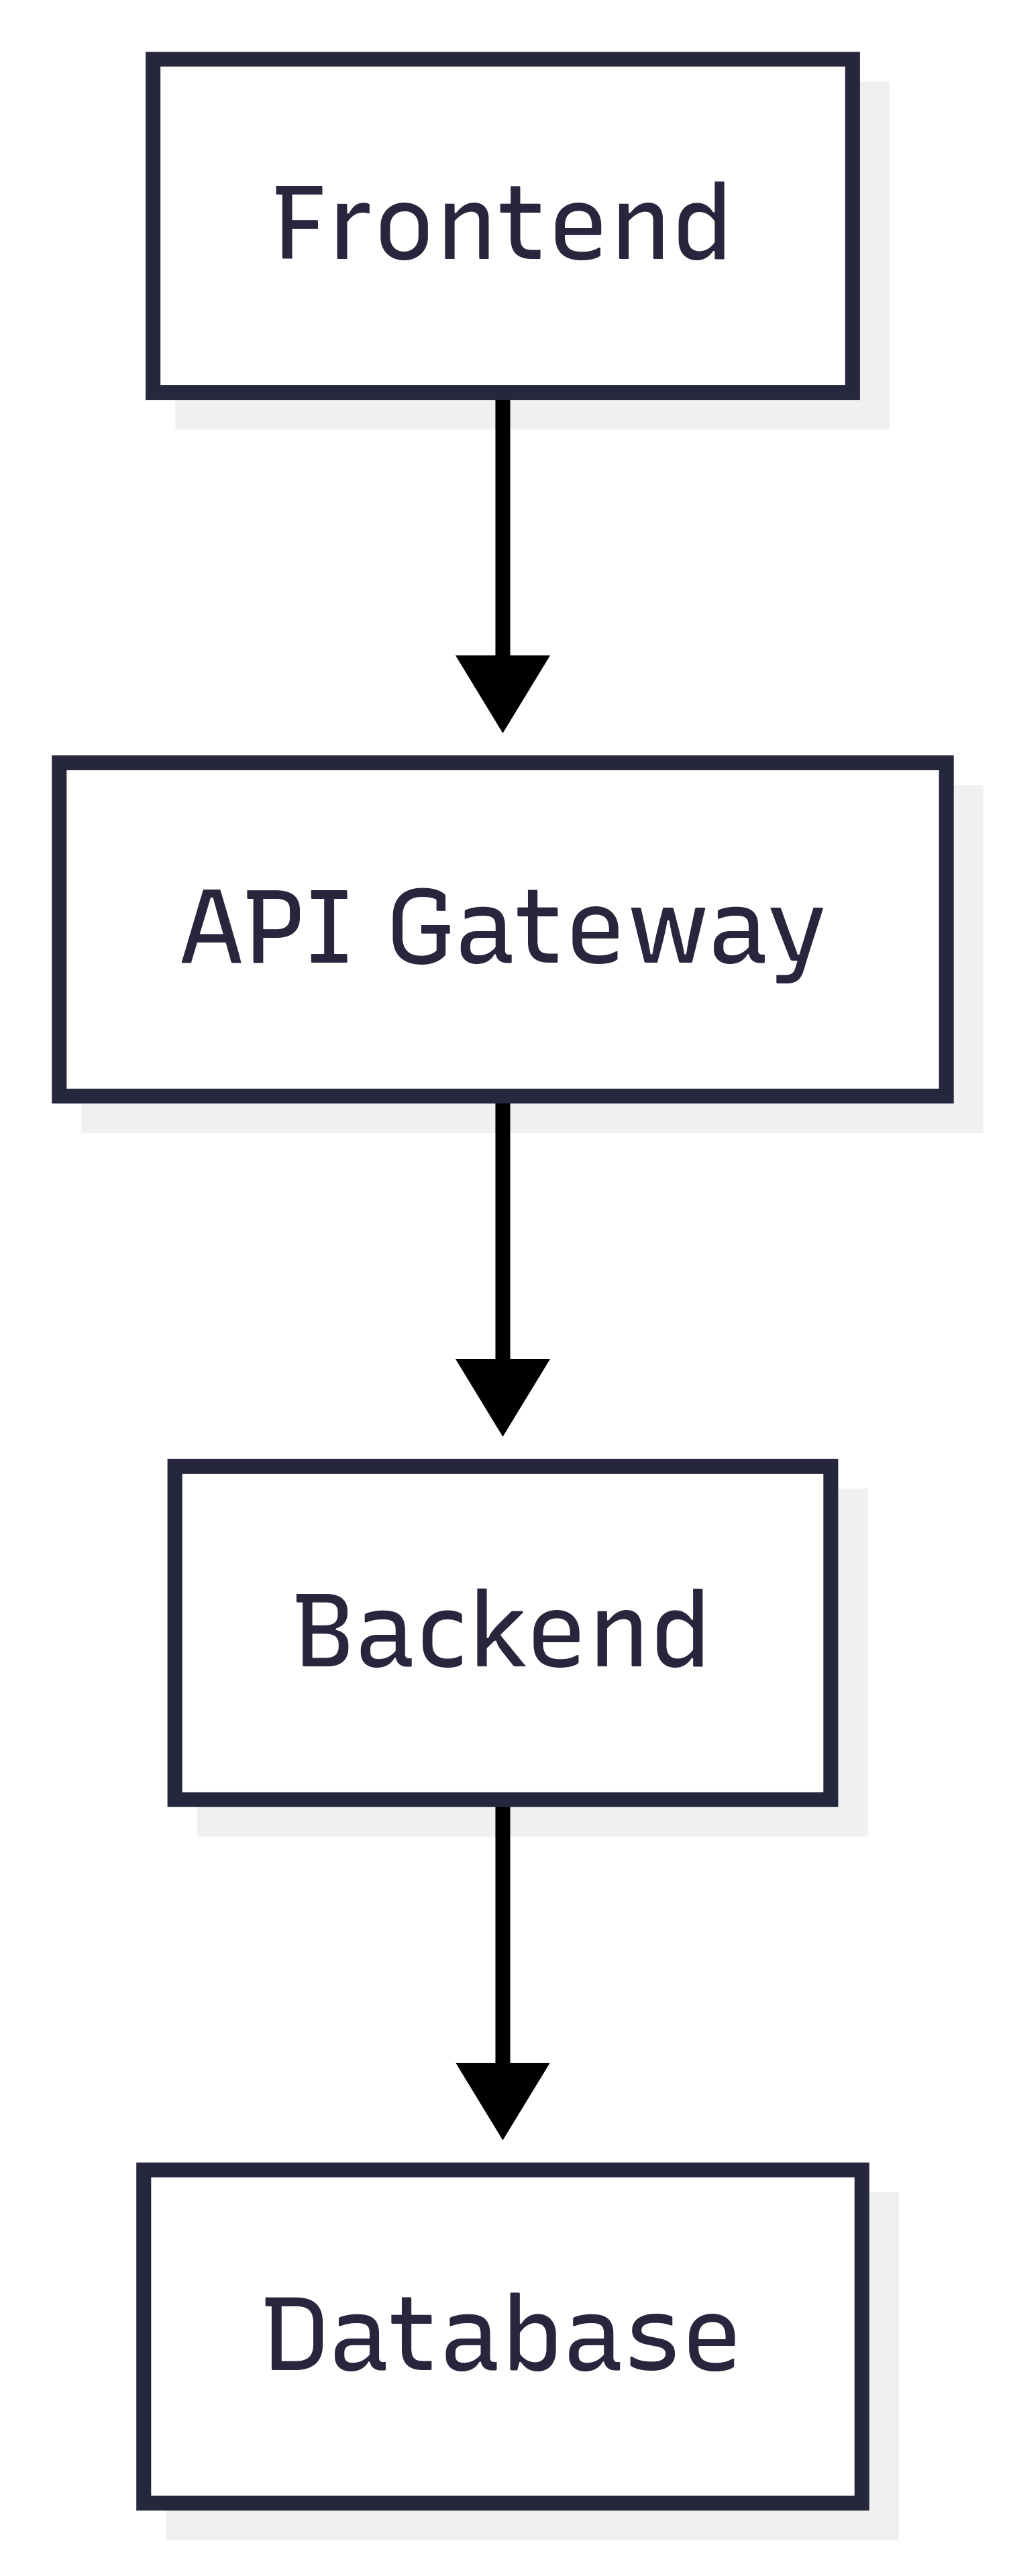 Frontend
API Gateway
Backend
Database